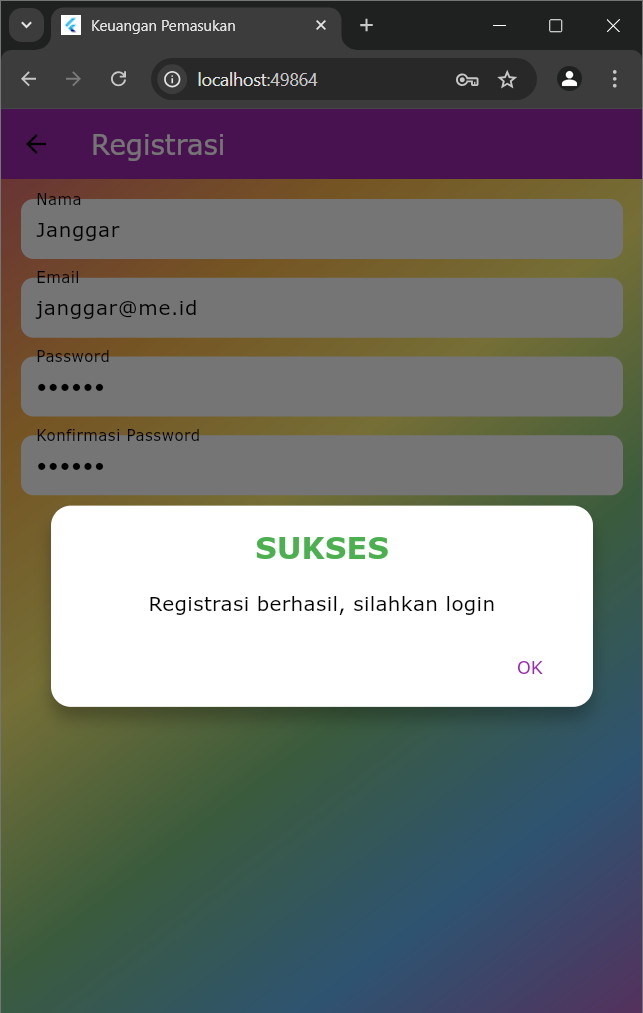 Keuangan Pemasukan
localhost:49864
Registrasi
Nama
Janggar
Email
janggar@me.id
Password
••••••
Konfirmasi Password
••••••
SUKSES
Registrasi berhasil, silahkan login
OK